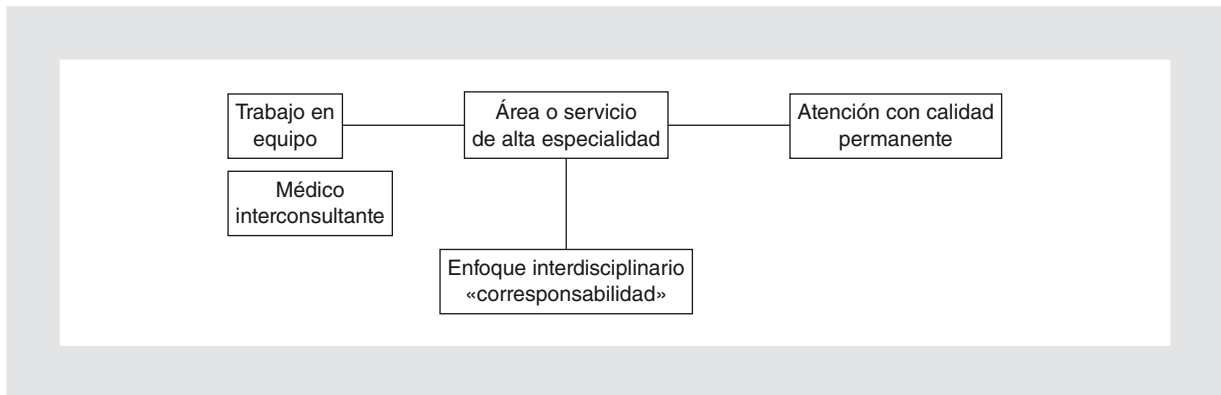 Trabajo en
equipo
Área o servicio
de alta especialidad
Atención con calidad
permanente
Médico
interconsultante
Enfoque interdisciplinario
«corresponsabilidad»